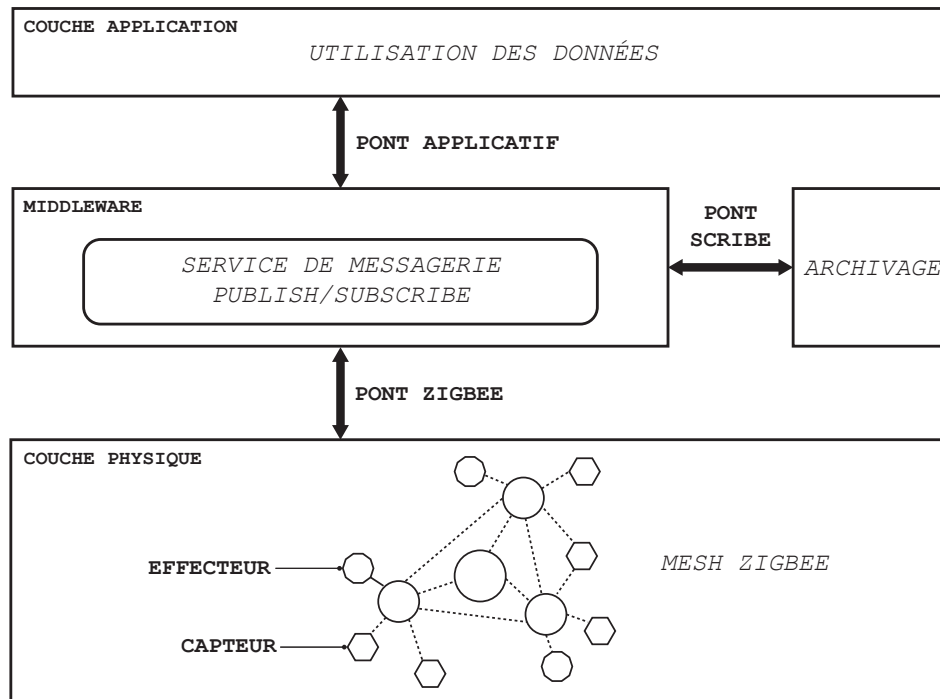 COUCHE APPLICATION
UTILISATION DES DONNÉES
PONT APPLICATIF
MIDDLEWARE
SERVICE DE MESSAGERIE
PUBLISH/SUBSCRIBE
PONT
SCRIBE
ARCHIVAGE
PONT ZIGBEE
COUCHE PHYSIQUE
EFFECTEUR
MESH ZIGBEE
CAPTEUR